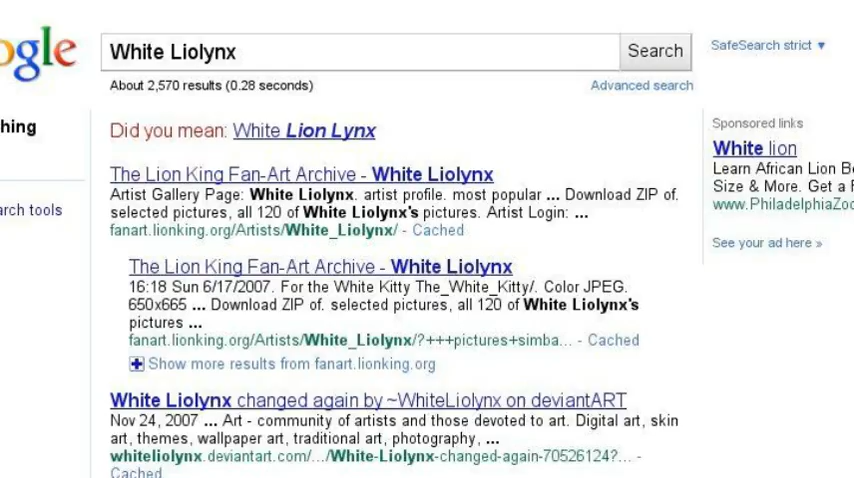 ogle
White Liolynx
Search
SafeSearch strict ▼
About 2,570 results (0.28 seconds)
Advanced search
hing
Did you mean: White Lion Lynx
Sponsored links
White lion
Learn African Lion Be
Size & More. Get a F
www.PhiladelphiaZoo
See your ad here »
arch tools
The Lion King Fan-Art Archive - White Liolynx
Artist Gallery Page: White Liolynx. artist profile. most popular ... Download ZIP of.
selected pictures, all 120 of White Liolynx's pictures. Artist Login: ...
fanart.lionking.org/Artists/White_Liolynx/ - Cached
The Lion King Fan-Art Archive - White Liolynx
16:18 Sun 6/17/2007. For the White Kitty The_White_Kitty/. Color JPEG.
650x665 ... Download ZIP of. selected pictures, all 120 of White Liolynx's
pictures ...
fanart.lionking.org/Artists/White_Liolynx/?+++pictures+simba... - Cached
Show more results from fanart.lionking.org
White Liolynx changed again by ~WhiteLiolynx on deviantART
Nov 24, 2007 ... Art - community of artists and those devoted to art. Digital art, skin
art, themes, wallpaper art, traditional art, photography, ...
whiteliolynx.deviantart.com/.../White-Liolynx-changed-again-70526124?... -
Cached